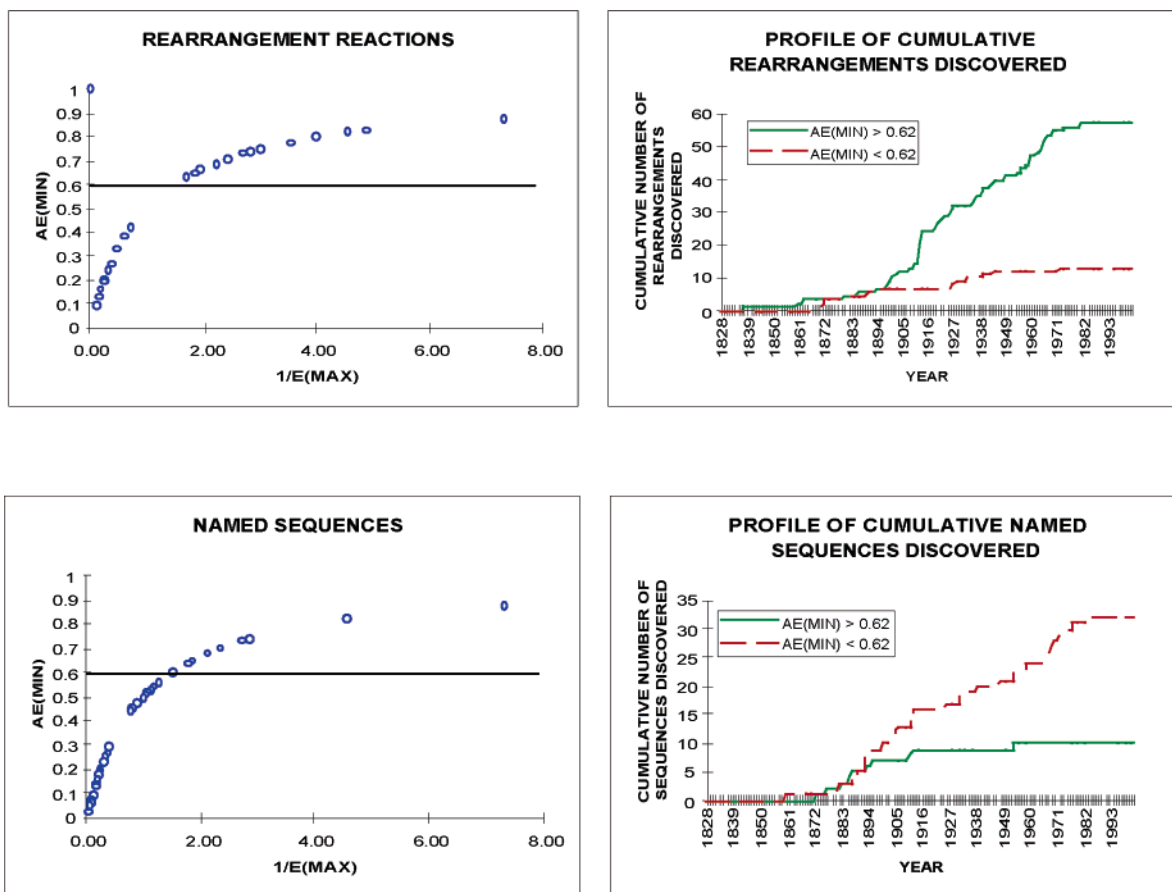 REARRANGEMENT REACTIONS
AE(MIN)
1
0.9
0.8
0.7
0.6
0.5
0.4
0.3
0.2
0.1
0
0.00 2.00 4.00 6.00 8.00
1/E(MAX)
PROFILE OF CUMULATIVE
REARRANGEMENTS DISCOVERED
CUMULATIVE NUMBER OF
REARRANGEMENTS
DISCOVERED
60
50
40
30
20
10
0
AE(MIN) > 0.62
AE(MIN) < 0.62
1828 1839 1850 1861 1872 1883 1894 1905 1916 1927 1938 1949 1960 1971 1982 1993
YEAR
NAMED SEQUENCES
AE(MIN)
1
0.9
0.8
0.7
0.6
0.5
0.4
0.3
0.2
0.1
0
0.00 2.00 4.00 6.00 8.00
1/E(MAX)
PROFILE OF CUMULATIVE NAMED
SEQUENCES DISCOVERED
CUMULATIVE NUMBER OF
SEQUENCES DISCOVERED
35
30
25
20
15
10
5
0
AE(MIN) > 0.62
AE(MIN) < 0.62
1828 1839 1850 1861 1872 1883 1894 1905 1916 1927 1938 1949 1960 1971 1982 1993
YEAR